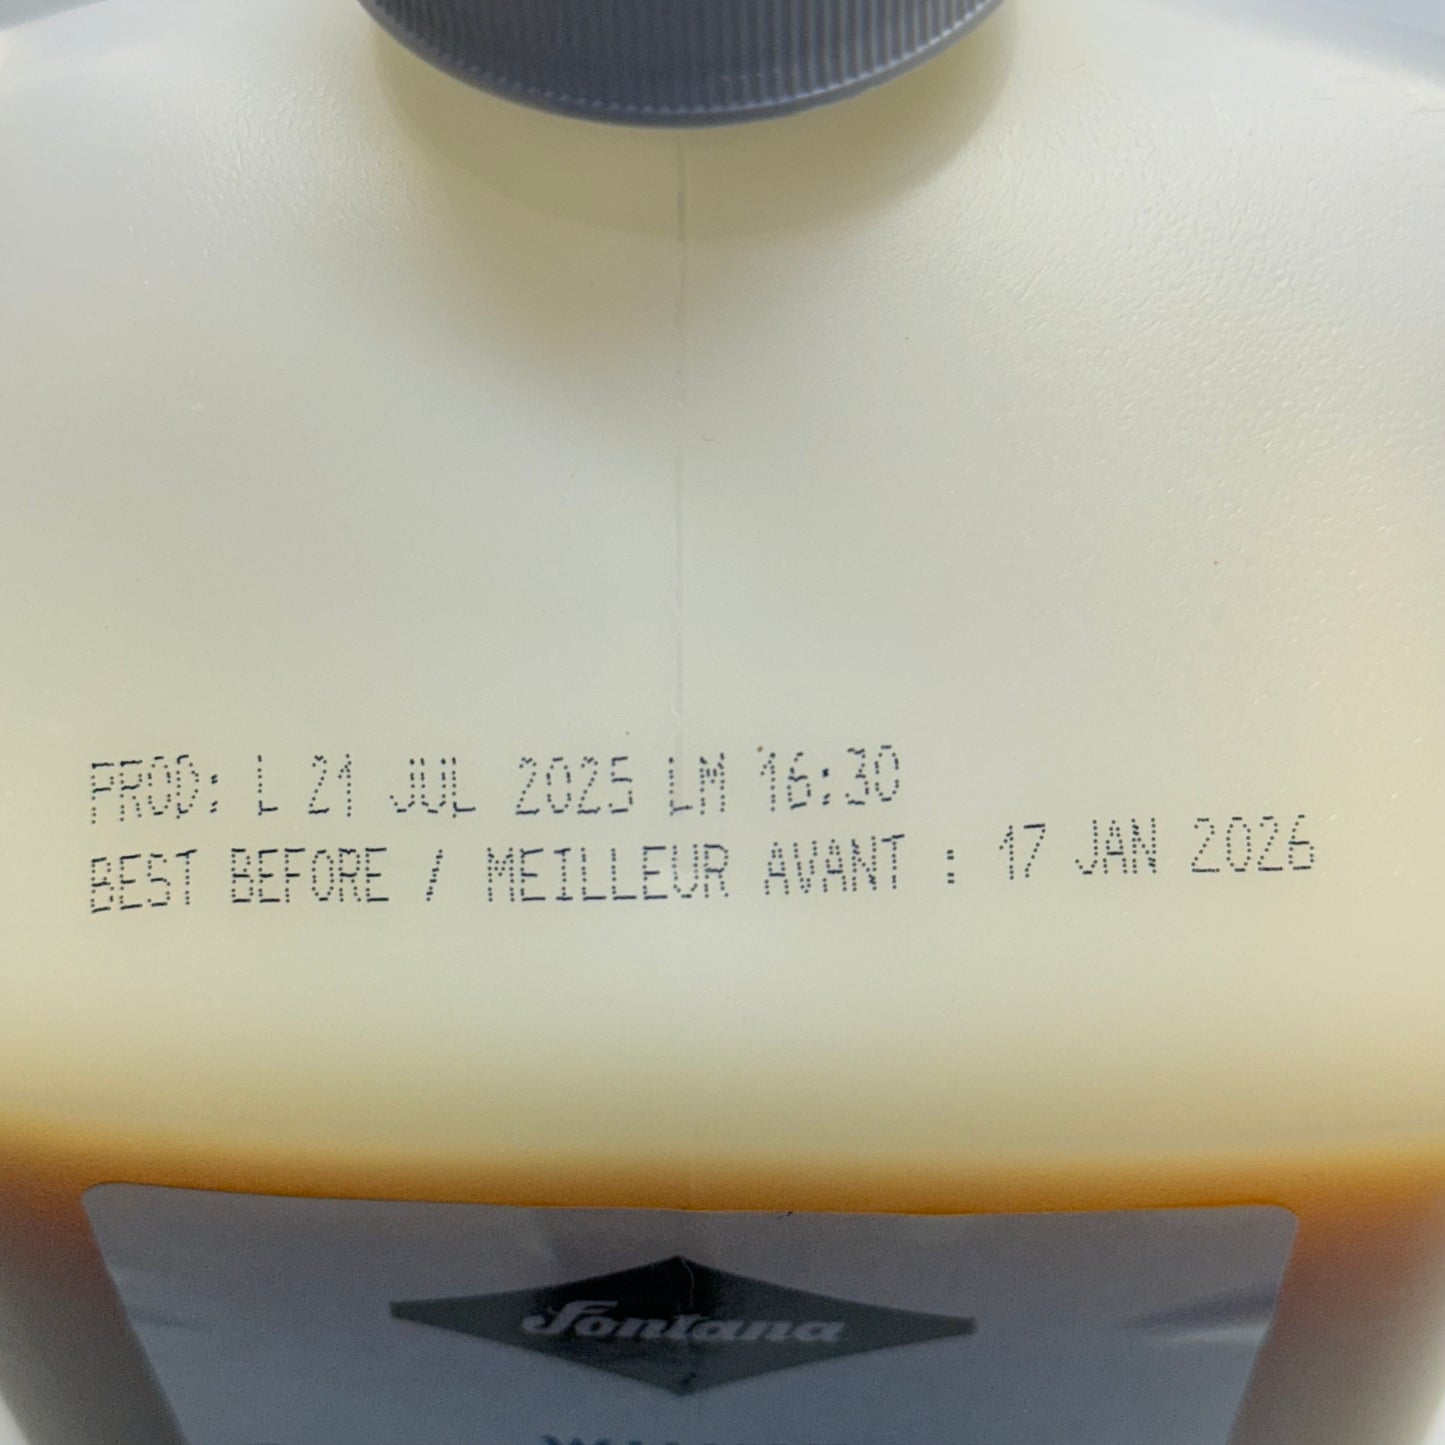 PROD: L 21 JUL 2025 LM 16:30
BEST BEFORE / MEILLEUR AVANT : 17 JAN 2026
Fontana